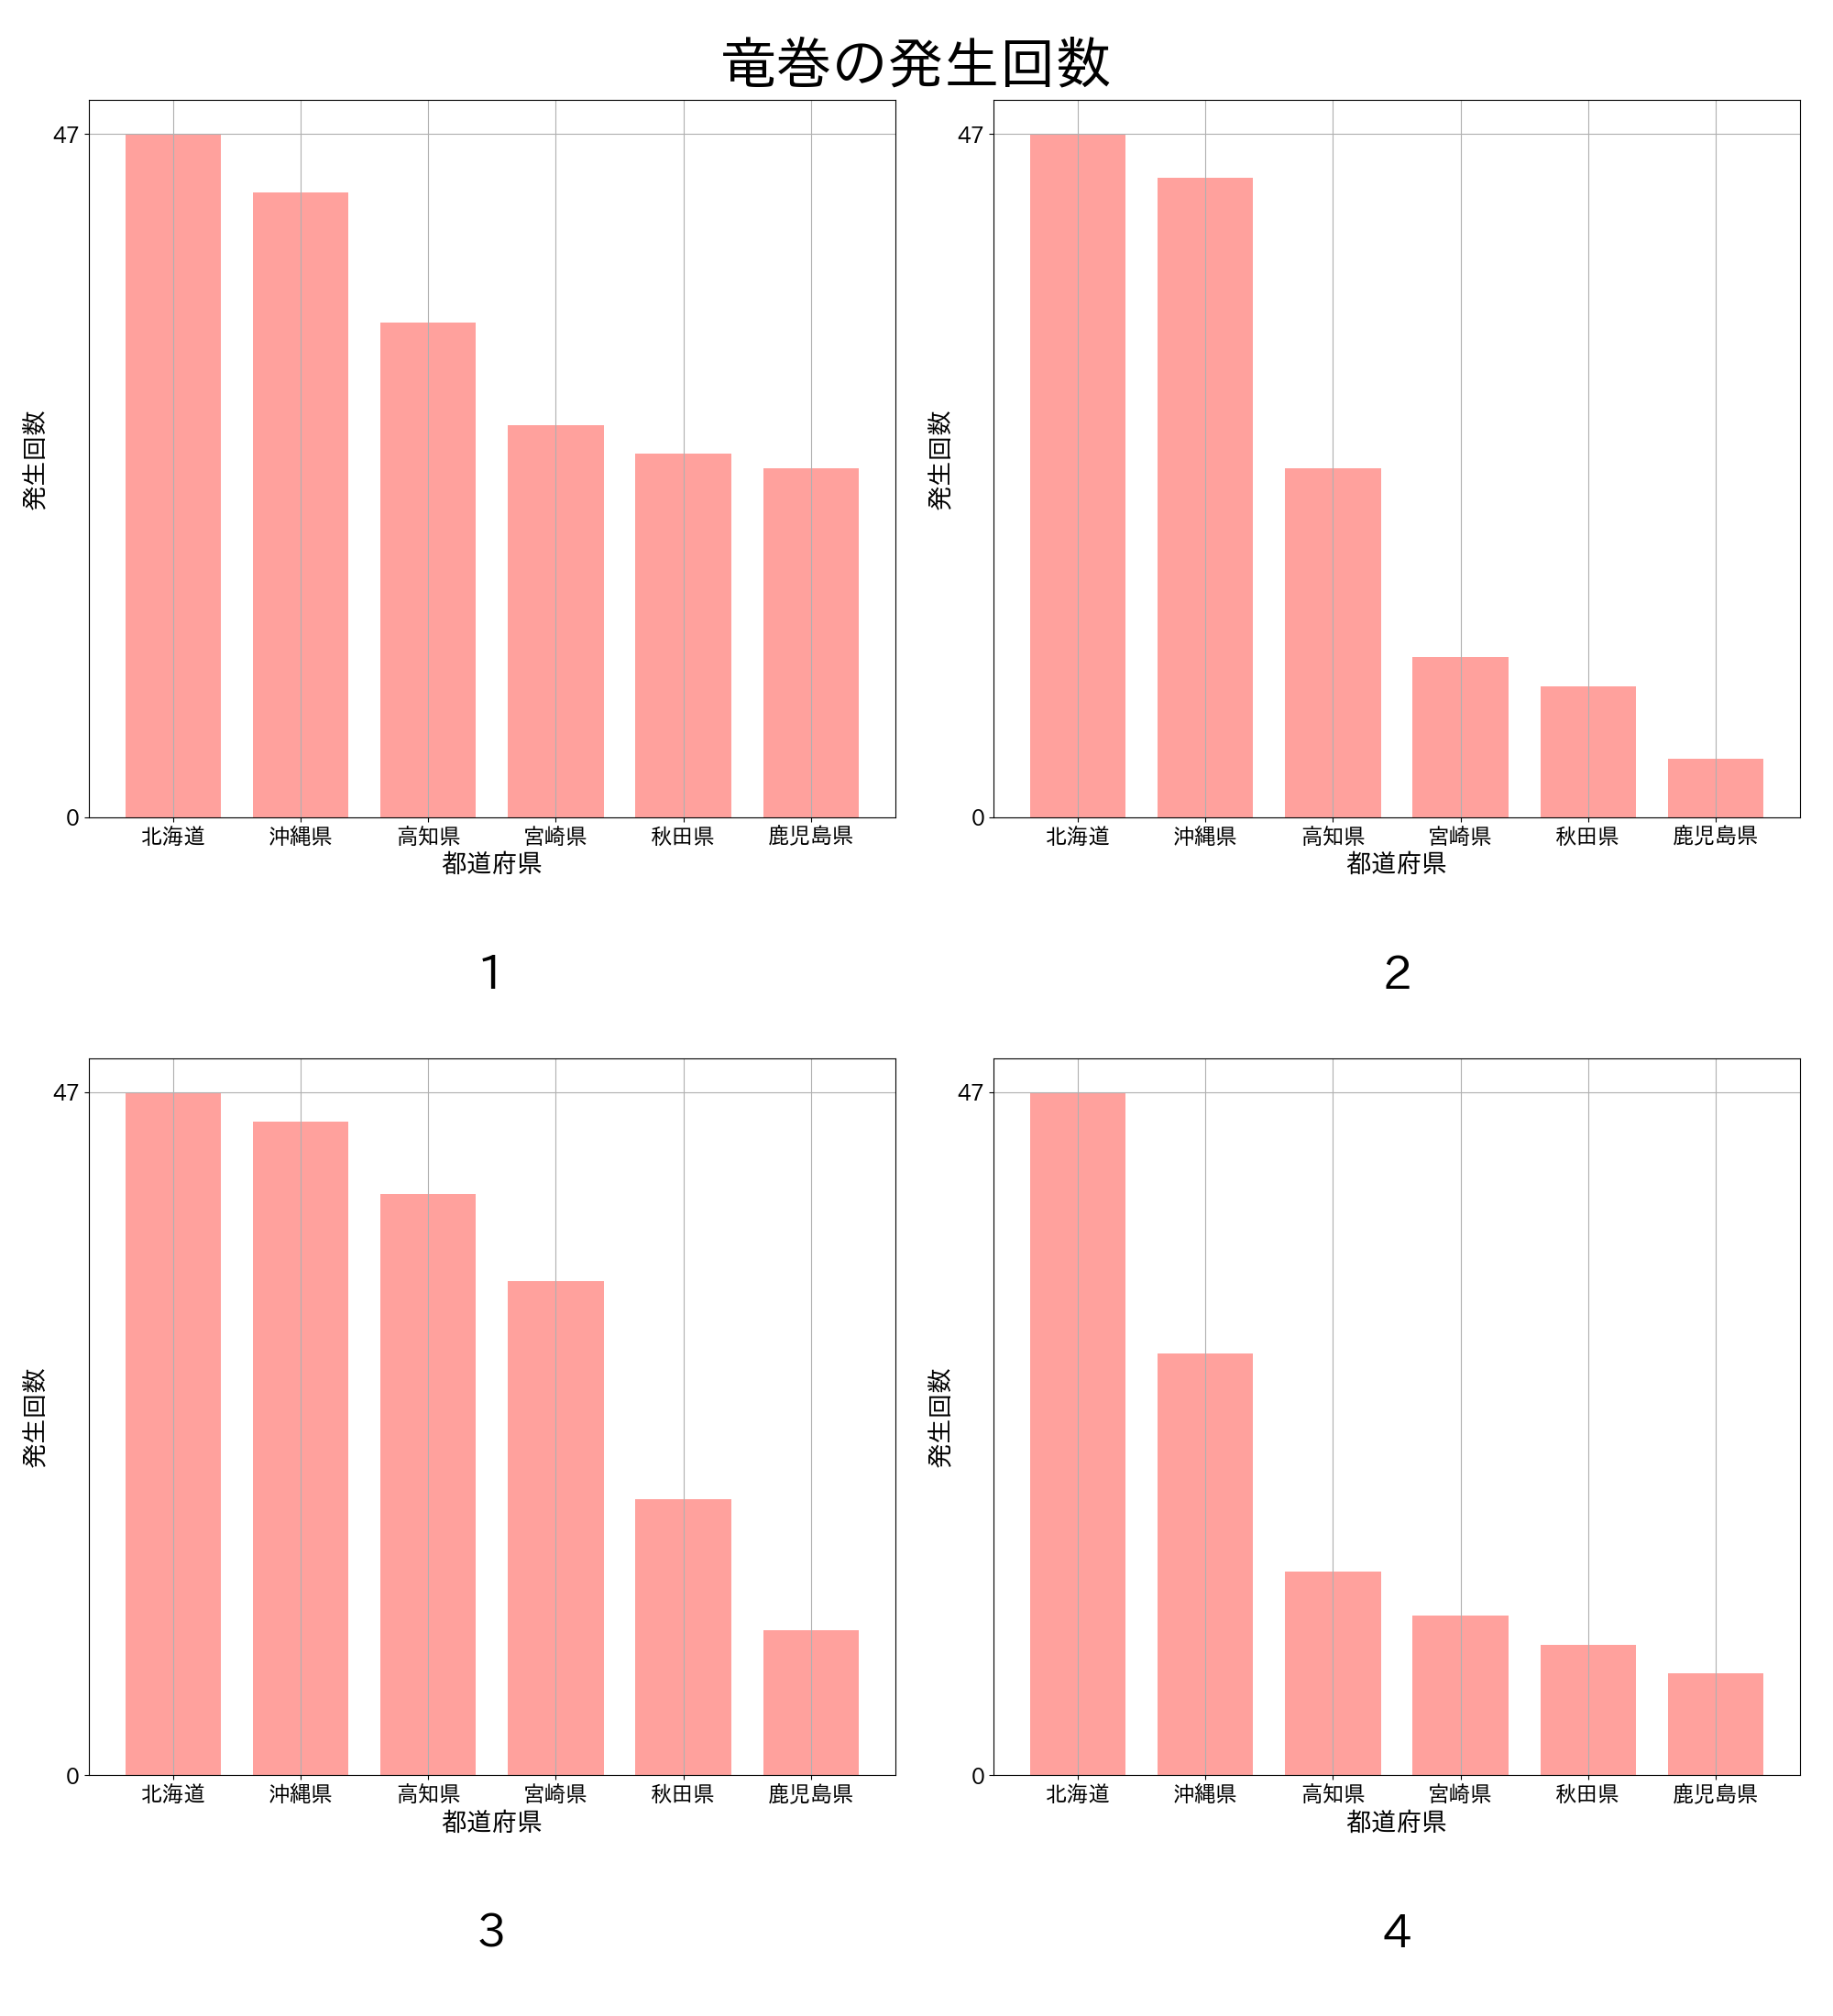 竜巻の発生回数
47
0
発生回数
北海道 沖縄県 高知県 宮崎県 秋田県 鹿児島県
都道府県
1
47
0
発生回数
北海道 沖縄県 高知県 宮崎県 秋田県 鹿児島県
都道府県
2
47
0
発生回数
北海道 沖縄県 高知県 宮崎県 秋田県 鹿児島県
都道府県
3
47
0
発生回数
北海道 沖縄県 高知県 宮崎県 秋田県 鹿児島県
都道府県
4